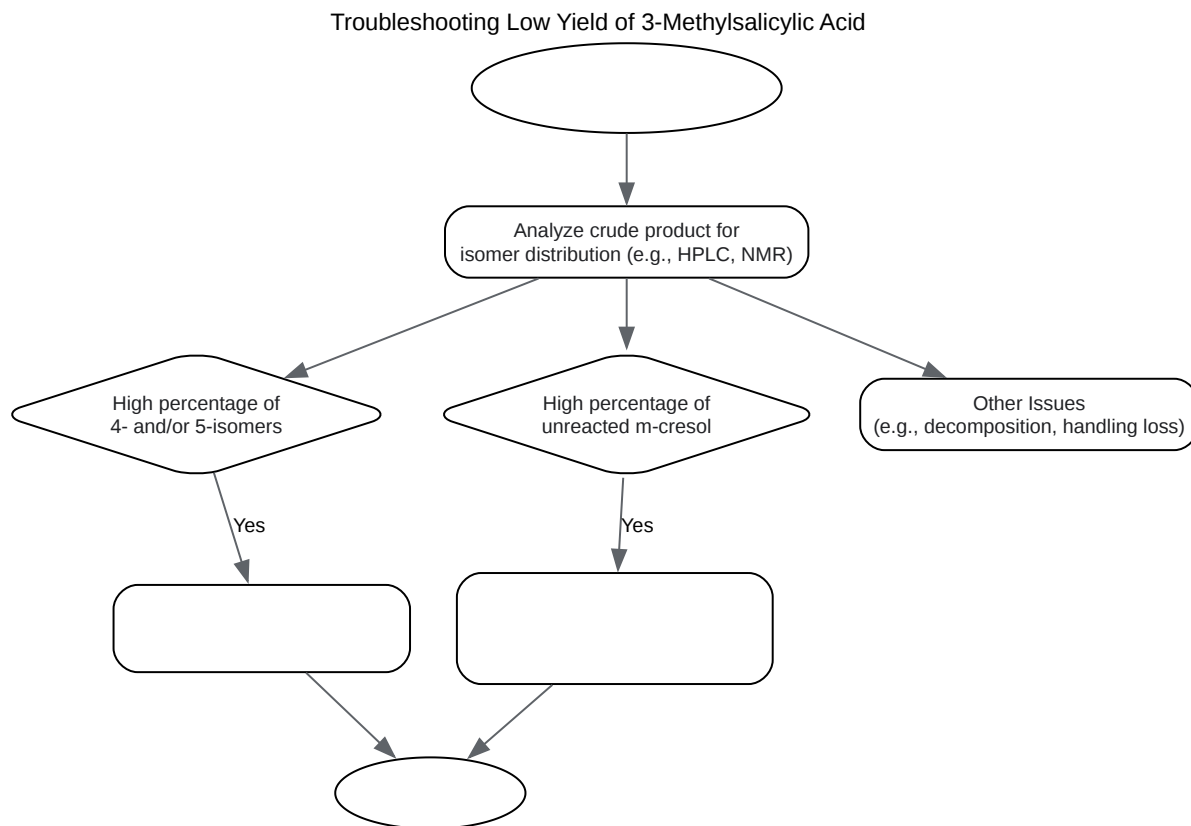 Troubleshooting Low Yield of 3-Methylsalicylic Acid
Analyze crude product for
isomer distribution (e.g., HPLC, NMR)
High percentage of
4- and/or 5-isomers
High percentage of
unreacted m-cresol
Other Issues
(e.g., decomposition, handling loss)
Yes
Yes